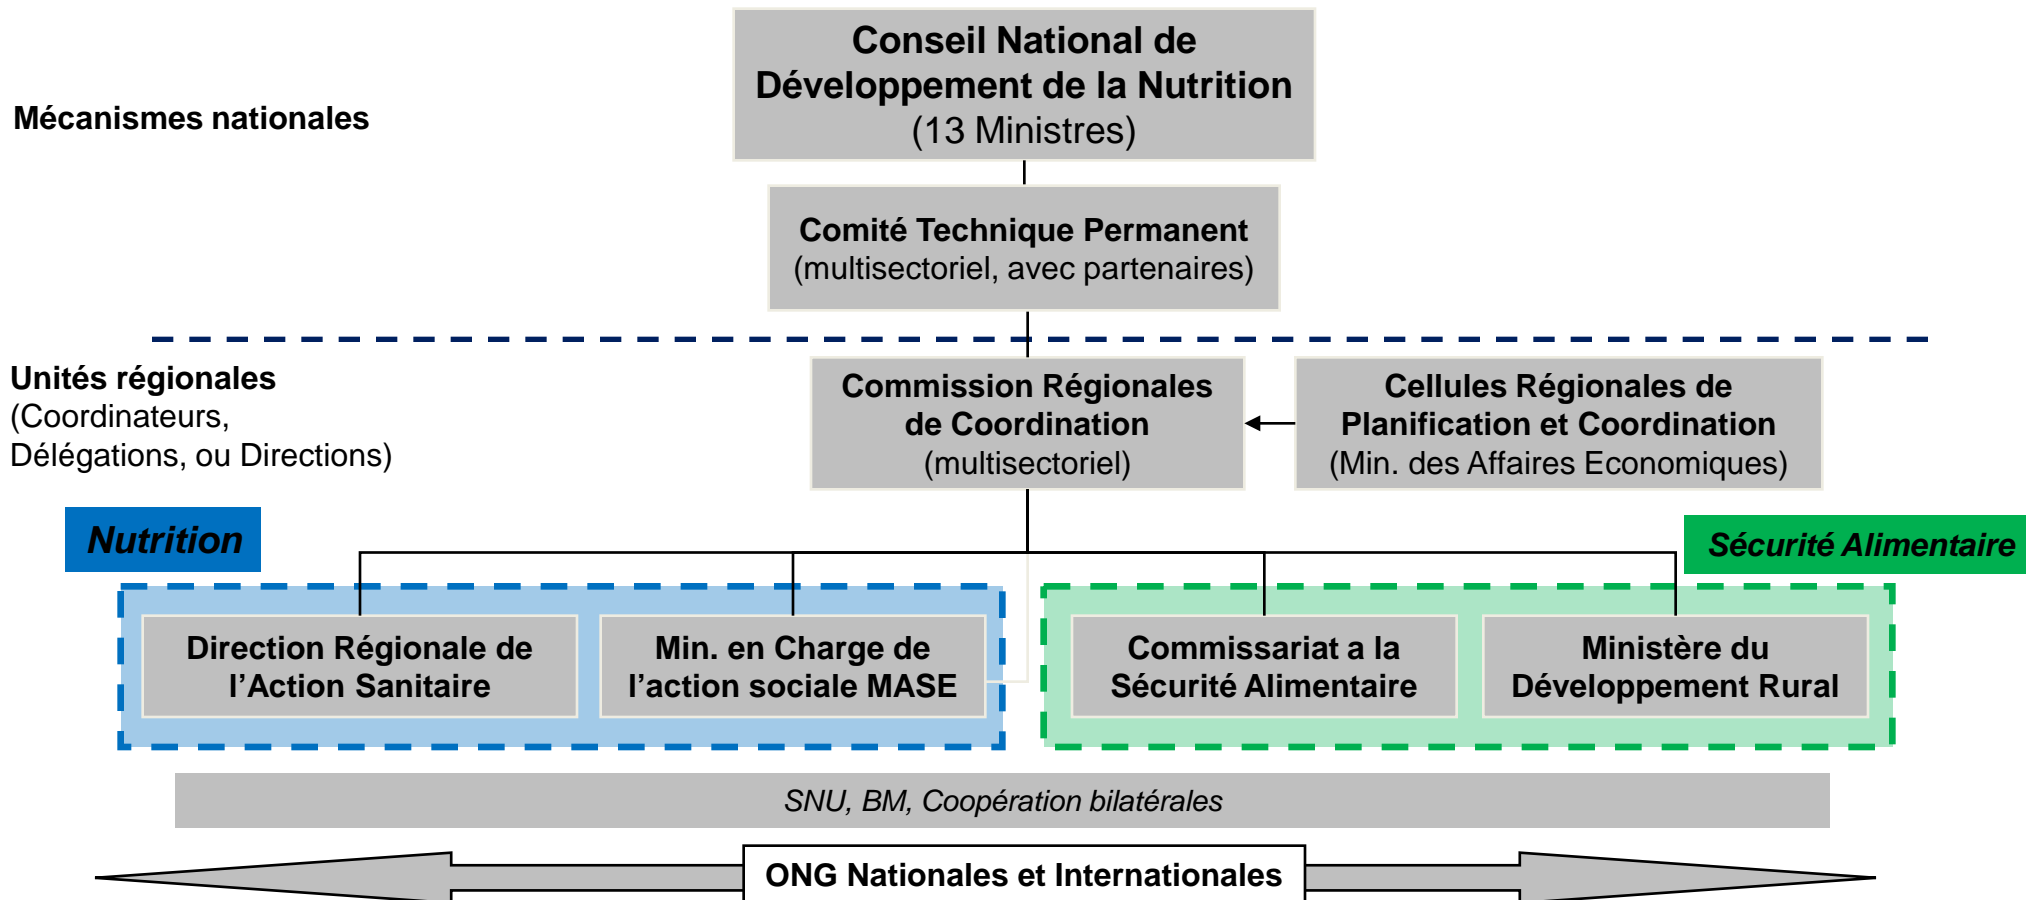 Conseil National de
Développement de la Nutrition
(13 Ministres)
Mécanismes nationales
Comité Technique Permanent
(multisectoriel, avec partenaires)
Unités régionales
(Coordinateurs,
Délégations, ou Directions)
Commission Régionales
de Coordination
(multisectoriel)
Cellules Régionales de
Planification et Coordination
(Min. des Affaires Economiques)
Nutrition
Sécurité Alimentaire
Direction Régionale de
l’Action Sanitaire
Min. en Charge de
l’action sociale MASE
Commissariat a la
Sécurité Alimentaire
Ministère du
Développement Rural
SNU, BM, Coopération bilatérales
ONG Nationales et Internationales